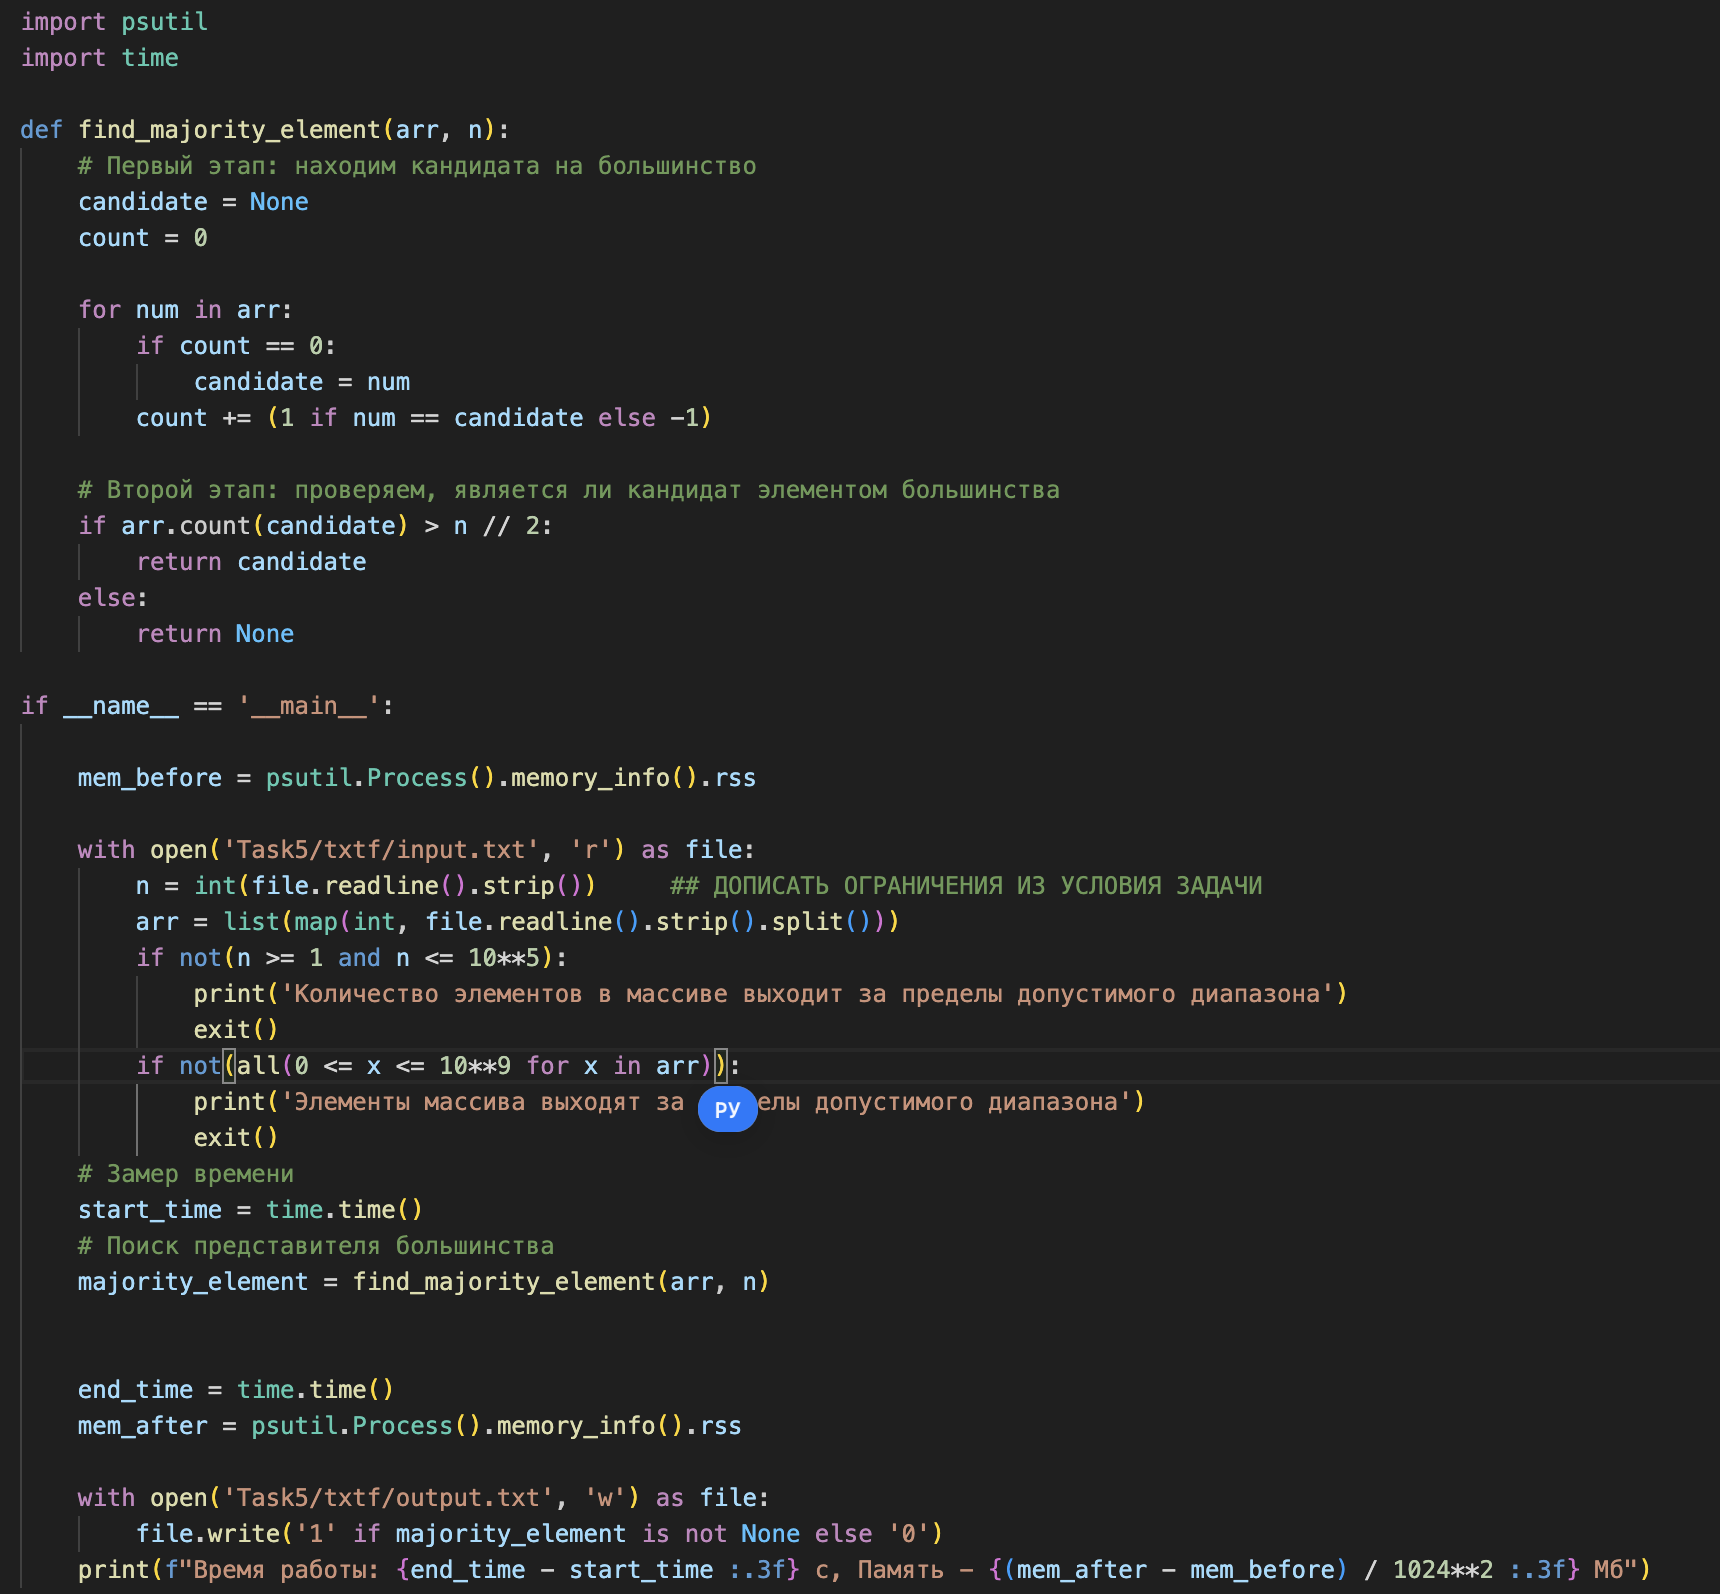 import psutil
import time
def find_majority_element(arr, n):
# Первый этап: находим кандидата на большинство
candidate = None
count = 0
for num in arr:
if count == 0:
candidate = num
count += (1 if num == candidate else -1)
# Второй этап: проверяем, является ли кандидат элементом большинства
if arr.count(candidate) > n // 2:
return candidate
else:
return None
if __name__ == '__main__':
mem_before = psutil.Process().memory_info().rss
with open('Task5/txtf/input.txt', 'r') as file:
n = int(file.readline().strip())     ## ДОПИСАТЬ ОГРАНИЧЕНИЯ ИЗ УСЛОВИЯ ЗАДАЧИ
arr = list(map(int, file.readline().strip().split()))
if not(n >= 1 and n <= 10**5):
print('Количество элементов в массиве выходит за пределы допустимого диапазона')
exit()
if not(all(0 <= x <= 10**9 for x in arr)):
print('Элементы массива выходят за елы допустимого диапазона')
РУ
exit()
# Замер времени
start_time = time.time()
# Поиск представителя большинства
majority_element = find_majority_element(arr, n)
end_time = time.time()
mem_after = psutil.Process().memory_info().rss
with open('Task5/txtf/output.txt', 'w') as file:
file.write('1' if majority_element is not None else '0')
print(f"Время работы: {end_time - start_time :.3f} с, Память - {(mem_after - mem_before) / 1024**2 :.3f} Мб")